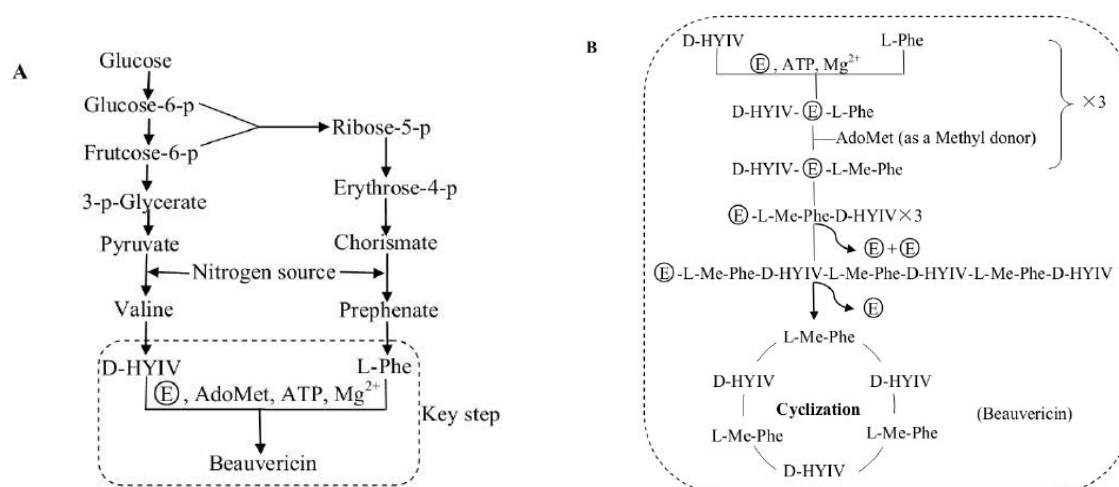 A
Glucose
Glucose-6-p
Frutcose-6-p
3-p-Glycerate
Pyruvate
Ribose-5-p
Erythrose-4-p
Chorismate
Nitrogen source
Valine
Prephenate
D-HYIV
L-Phe
Ⓔ, AdoMet, ATP, Mg²⁺
Key step
Beauvericin
B
D-HYIV L-Phe
Ⓔ, ATP, Mg²⁺
×3
D-HYIV-Ⓔ-L-Phe
AdoMet (as a Methyl donor)
D-HYIV-Ⓔ-L-Me-Phe
Ⓔ-L-Me-Phe-D-HYIV×3
Ⓔ+Ⓔ
Ⓔ-L-Me-Phe-D-HYIV-L-Me-Phe-D-HYIV-L-Me-Phe-D-HYIV
Ⓔ
L-Me-Phe
D-HYIV D-HYIV
Cyclization (Beauvericin)
L-Me-Phe L-Me-Phe
D-HYIV